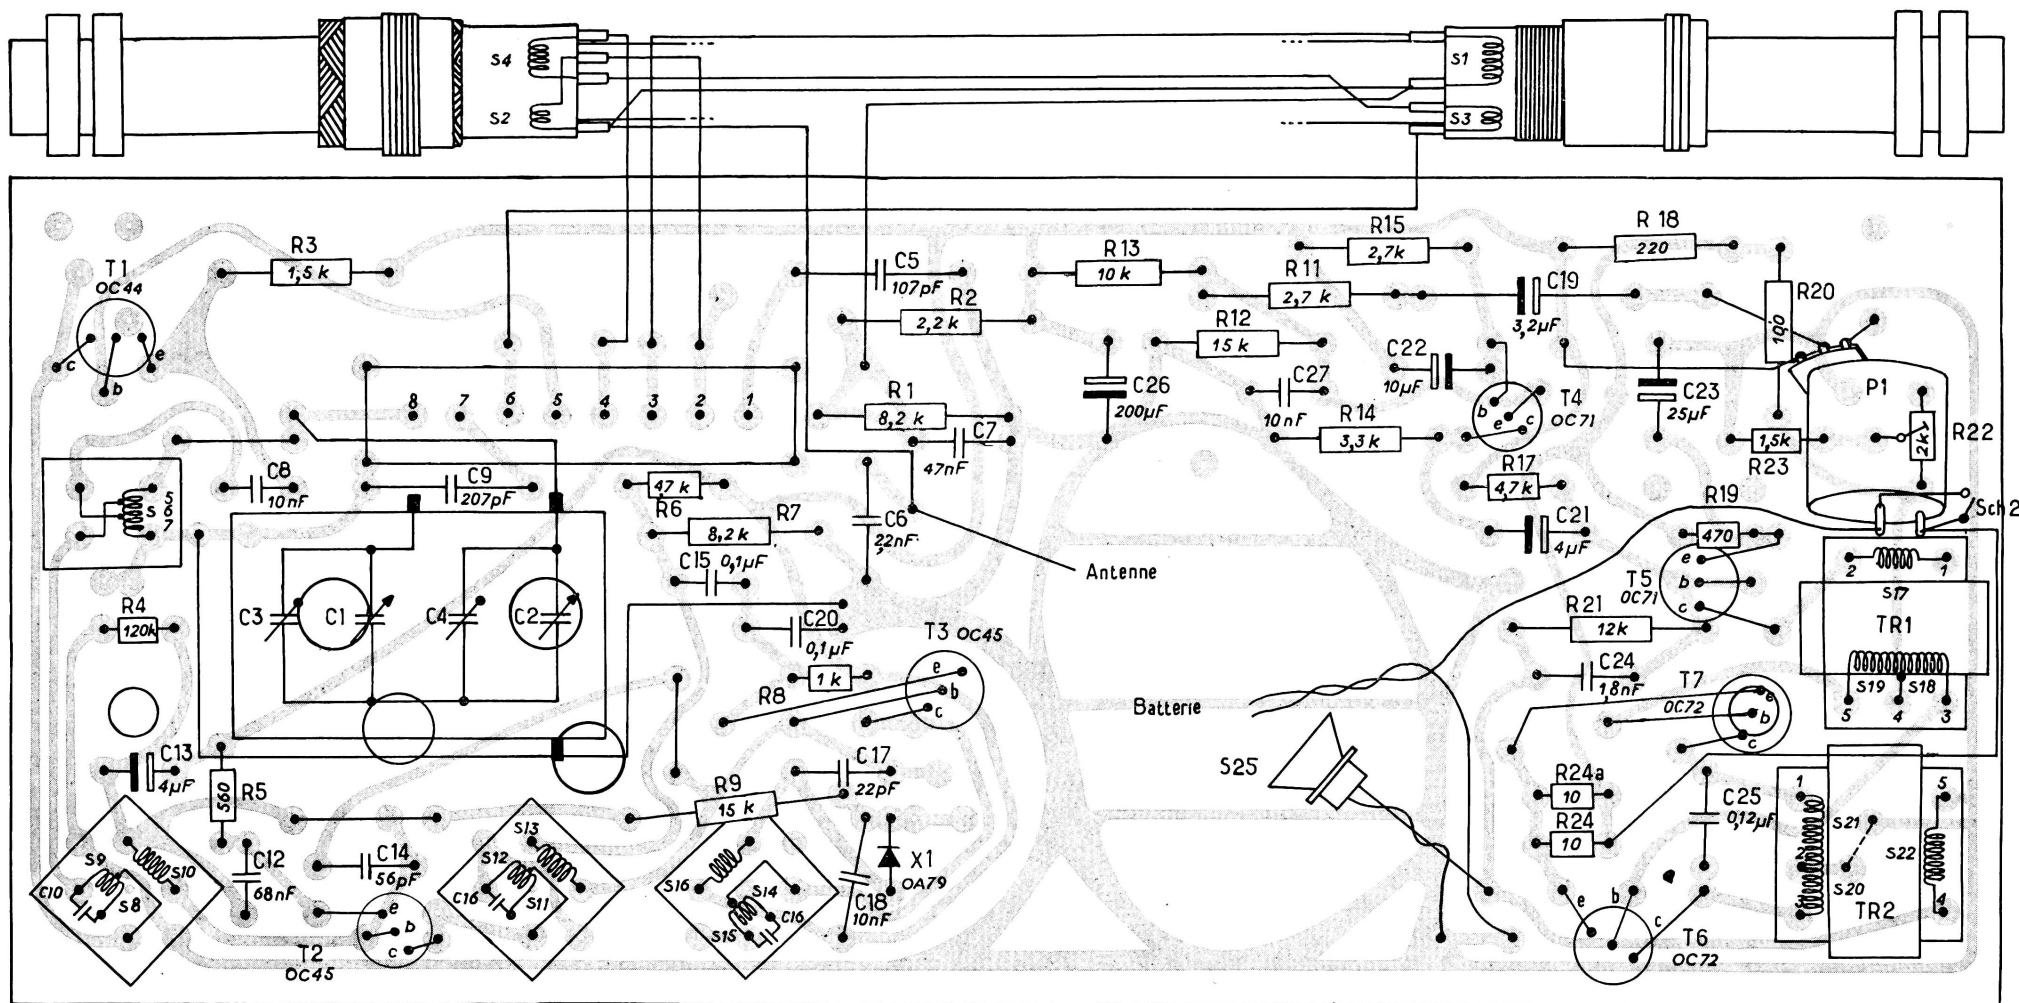 S4
S2
S1
S3
T1
OC44
c
b
e
R3
1,5 k
C5
107pF
R2
2,2 k
R13
10 k
R15
2,7k
R11
2,7 k
R 18
220
C19
3,2µF
R20
100
R12
15 k
C22
10µF
C26
200µF
C27
10nF
R14
3,3 k
T4
OC71
b
e
c
C23
25µF
P1
R22
2k
1,5k
R23
8
7
6
5
4
3
2
1
R1
8,2 k
C7
47nF
S
5
6
7
C8
10nF
C9
207pF
47k
R6
R7
8,2k
C6
22nF
R17
4,7k
C21
4µF
R19
470
Sch2
C15
0,1µF
Antenne
T5
OC71
e
b
c
2
1
S17
R4
120k
C3
C1
C4
C2
C20
0,1µF
T3 OC45
R8
1 k
e
b
c
R21
12k
TR1
C24
1,8nF
S19
S18
5
4
3
T7
OC72
e
b
c
Batterie
S25
C13
4µF
R5
560
C17
22pF
R9
15 k
R24a
10
R24
10
C25
0,12µF
1
2
3
S21
S20
S22
5
4
TR2
S9
S10
C10
S8
C12
68nF
C14
56pF
S13
S12
C16
S11
S16
S14
C16
S15
C18
10nF
X1
OA79
T2
OC45
e
b
c
e
b
c
T6
OC72